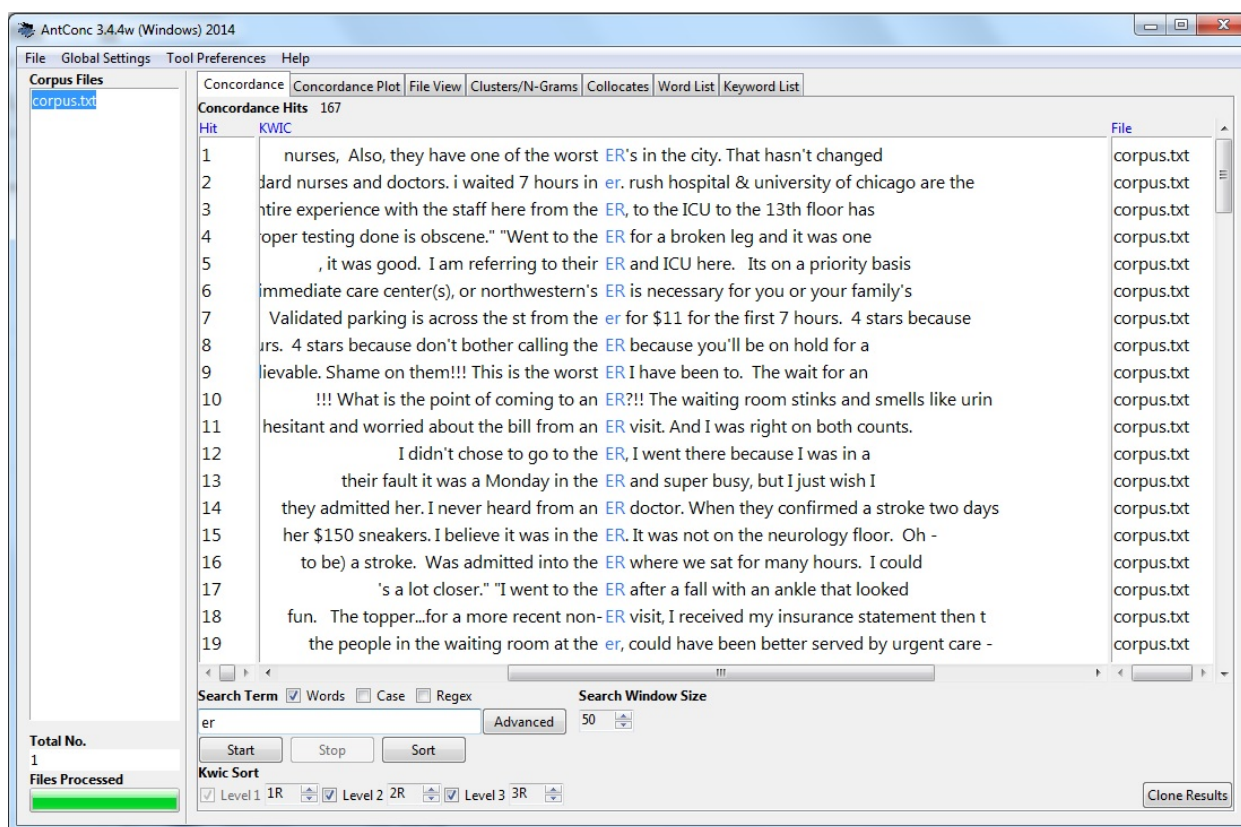 AntConc 3.4.4w (Windows) 2014
File Global Settings Tool Preferences Help
Corpus Files
corpus.txt
Concordance Concordance Plot File View Clusters/N-Grams Collocates Word List Keyword List
Concordance Hits 167
Hit KWIC File
1 nurses, Also, they have one of the worst ER's in the city. That hasn't changed corpus.txt
2 dard nurses and doctors. i waited 7 hours in er. rush hospital & university of chicago are the corpus.txt
3 ntire experience with the staff here from the ER, to the ICU to the 13th floor has corpus.txt
4 roper testing done is obscene." "Went to the ER for a broken leg and it was one corpus.txt
5 , it was good. I am referring to their ER and ICU here. Its on a priority basis corpus.txt
6 immediate care center(s), or northwestern's ER is necessary for you or your family's corpus.txt
7 Validated parking is across the st from the er for $11 for the first 7 hours. 4 stars because corpus.txt
8 urs. 4 stars because don't bother calling the ER because you'll be on hold for a corpus.txt
9 lievable. Shame on them!!! This is the worst ER I have been to. The wait for an corpus.txt
10 !!! What is the point of coming to an ER?!! The waiting room stinks and smells like urin corpus.txt
11 hesitant and worried about the bill from an ER visit. And I was right on both counts. corpus.txt
12 I didn't chose to go to the ER, I went there because I was in a corpus.txt
13 their fault it was a Monday in the ER and super busy, but I just wish I corpus.txt
14 they admitted her. I never heard from an ER doctor. When they confirmed a stroke two days corpus.txt
15 her $150 sneakers. I believe it was in the ER. It was not on the neurology floor. Oh - corpus.txt
16 to be) a stroke. Was admitted into the ER where we sat for many hours. I could corpus.txt
17 's a lot closer." "I went to the ER after a fall with an ankle that looked corpus.txt
18 fun. The topper...for a more recent non-ER visit, I received my insurance statement then t corpus.txt
19 the people in the waiting room at the er, could have been better served by urgent care - corpus.txt
Search Term Words Case Regex Search Window Size
er Advanced 50
Start Stop Sort
Kwic Sort
Level 1 1R Level 2 2R Level 3 3R Clone Results
Total No.
1
Files Processed